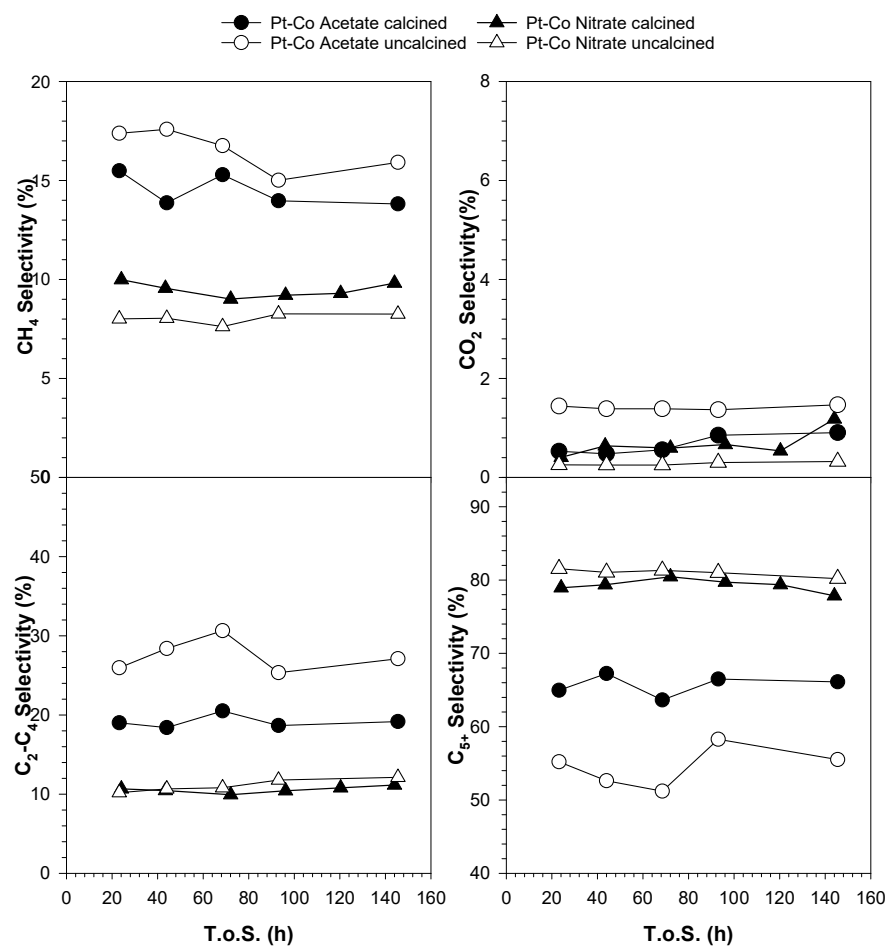 Pt-Co Acetate calcined
Pt-Co Nitrate calcined
Pt-Co Acetate uncalcined
Pt-Co Nitrate uncalcined
20
15
10
5
0
CH₄ Selectivity (%)
8
6
4
2
0
CO₂ Selectivity(%)
50
40
30
20
10
0
C₂-C₄ Selectivity (%)
0 20 40 60 80 100 120 140 160
T.o.S. (h)
90
80
70
60
50
40
C₅₊ Selectivity (%)
0 20 40 60 80 100 120 140 160
T.o.S. (h)